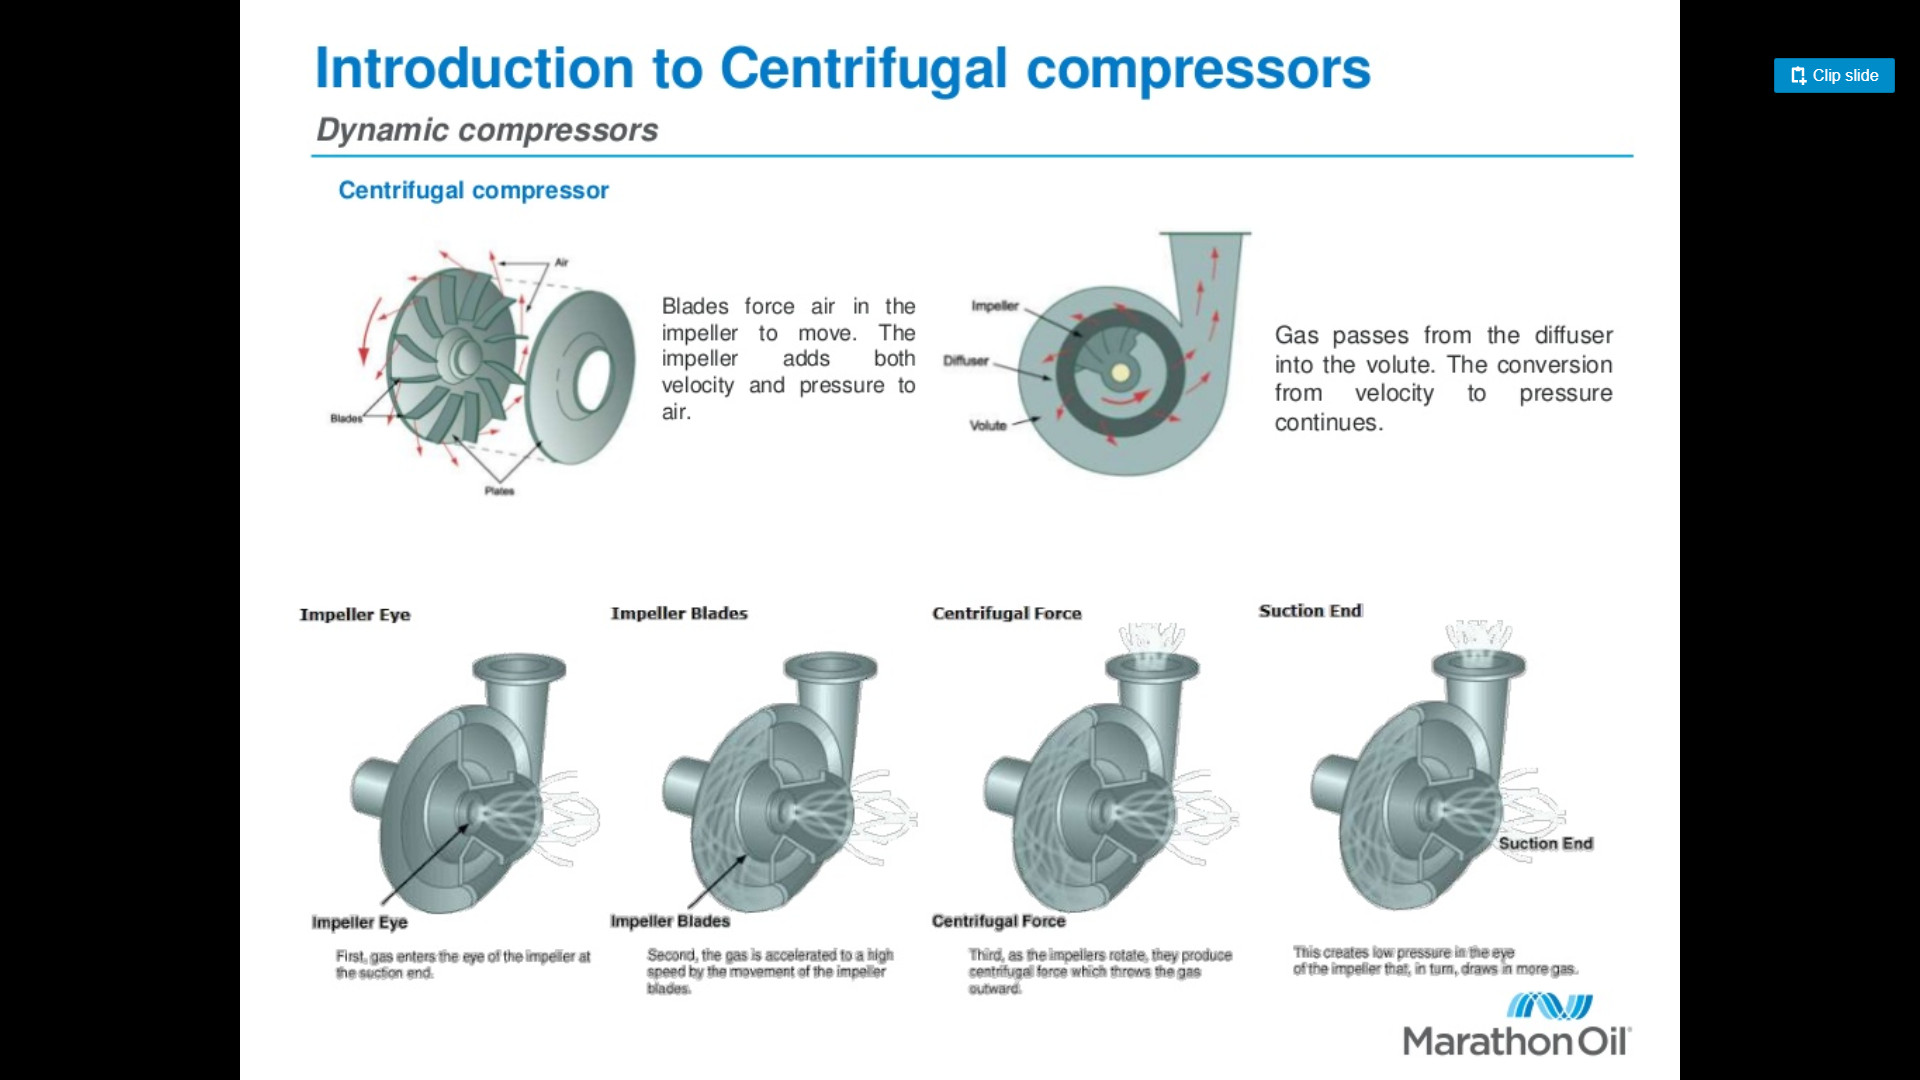 Introduction to Centrifugal compressors
Clip slide
Dynamic compressors
Centrifugal compressor
Air
Blades
Plates
Blades force air in the
impeller to move. The
impeller adds both
velocity and pressure to
air.
Impeller
Diffuser
Volute
Gas passes from the diffuser
into the volute. The conversion
from velocity to pressure
continues.
Impeller Eye
Impeller Eye
First, gas enters the eye of the impeller at
the suction end.
Impeller Blades
Impeller Blades
Second, the gas is accelerated to a high
speed by the movement of the impeller
blades.
Centrifugal Force
Centrifugal Force
Third, as the impellers rotate, they produce
centrifugal force which throws the gas
outward.
Suction End
Suction End
This creates low pressure in the eye
of the impeller that, in turn, draws in more gas.
Marathon Oil